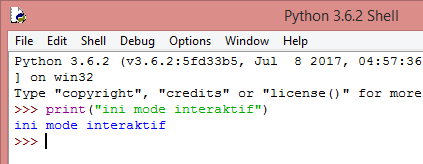 Python 3.6.2 Shell
File Edit Shell Debug Options Window Help
Python 3.6.2 (v3.6.2:5fd33b5, Jul  8 2017, 04:57:36
] on win32
Type "copyright", "credits" or "license()" for more
>>> print("ini mode interaktif")
ini mode interaktif
>>>